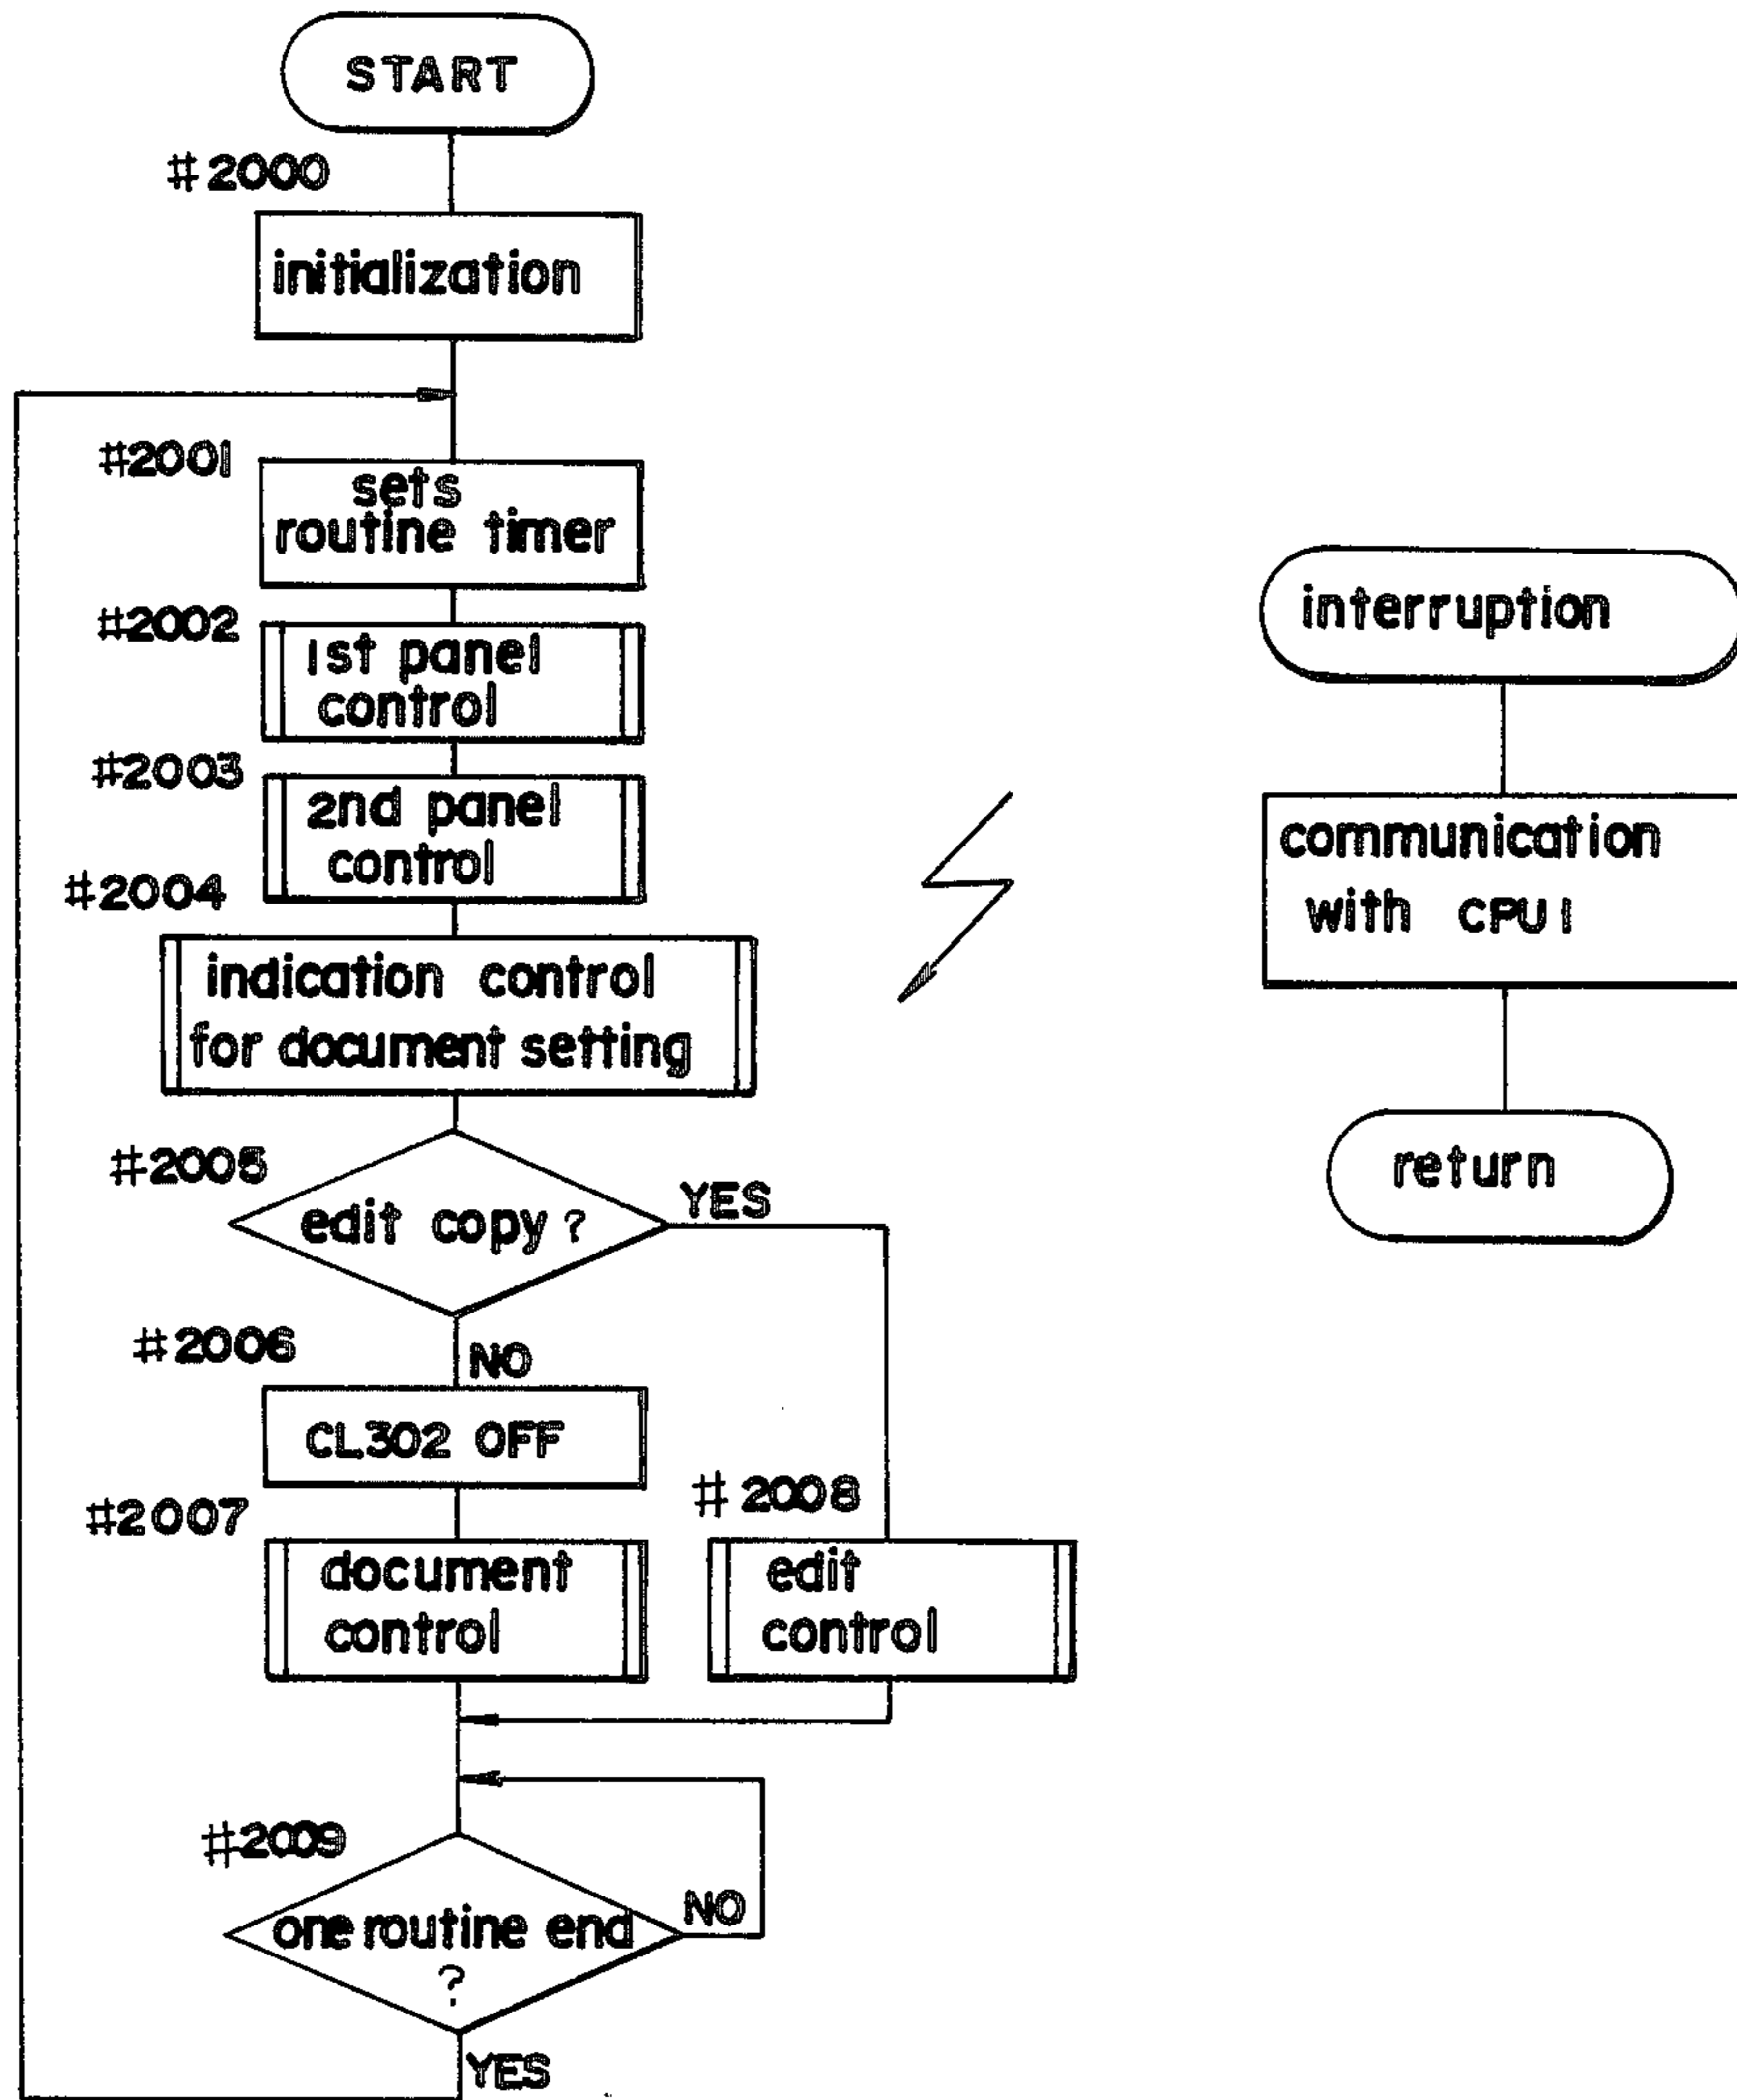 START
#2000
initialization
#2001
sets
routine timer
#2002
1st panel
control
#2003
2nd panel
control
#2004
indication control
for document setting
#2005
edit copy?
YES
#2006
NO
CL302 OFF
#2007
document
control
#2008
edit
control
#2009
one routine end
?
NO
YES
interruption
communication
with CPU1
return